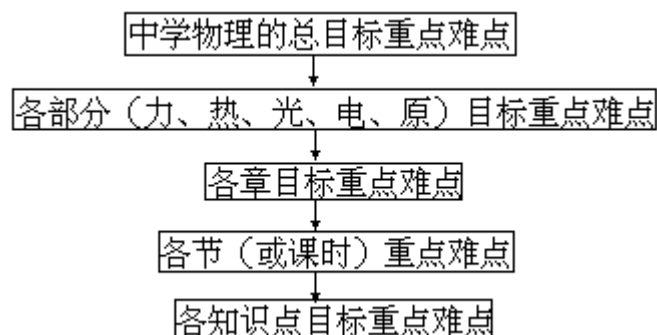 中学物理的总目标重点难点
各部分（力、热、光、电、原）目标重点难点
各章目标重点难点
各节（或课时）重点难点
各知识点目标重点难点